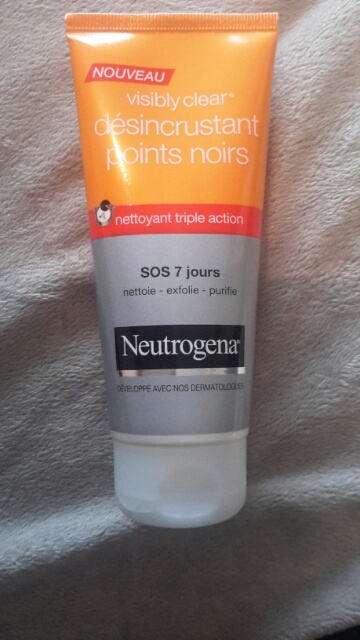 NOUVEAU
visibly clear®
désincrustant
points noirs
nettoyant triple action
SOS 7 jours
nettoie - exfolie - purifie
Neutrogena®
DÉVELOPPÉ AVEC NOS DERMATOLOGUES